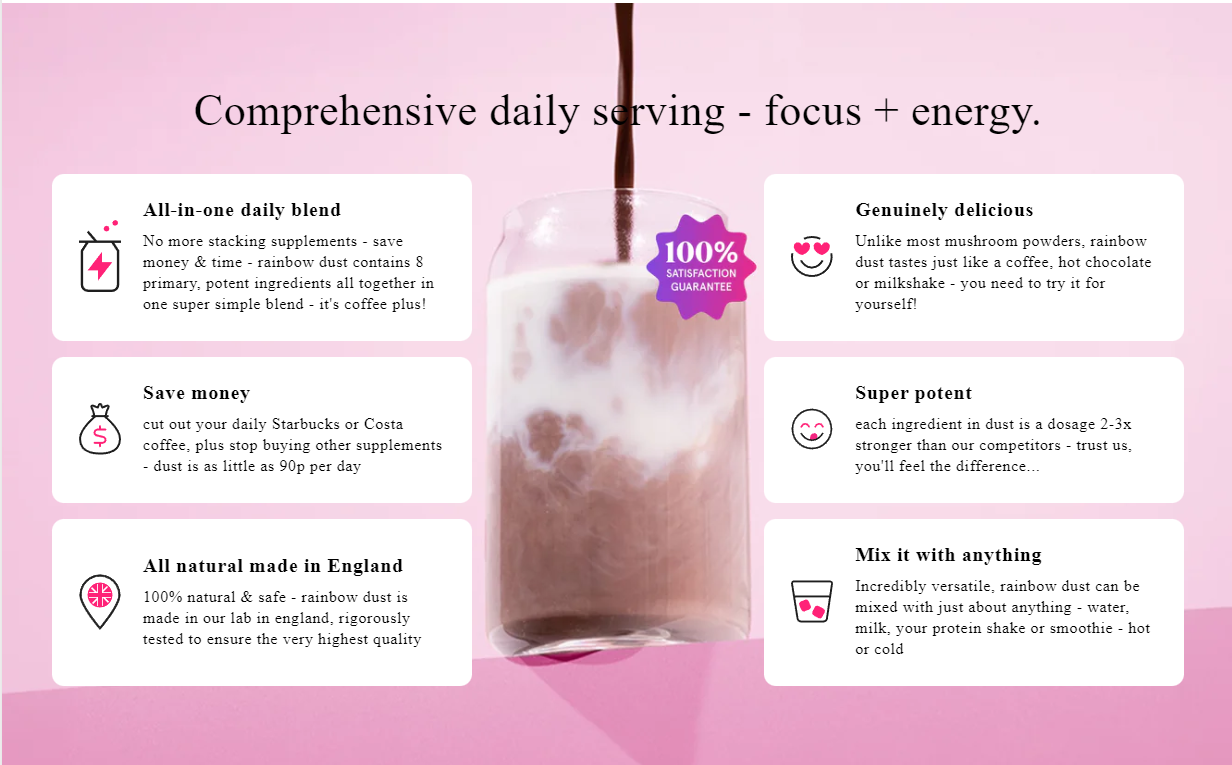 Comprehensive daily serving - focus + energy.
All-in-one daily blend
No more stacking supplements - save
money & time - rainbow dust contains 8
primary, potent ingredients all together in
one super simple blend - it's coffee plus!
Save money
cut out your daily Starbucks or Costa
coffee, plus stop buying other supplements
- dust is as little as 90p per day
All natural made in England
100% natural & safe - rainbow dust is
made in our lab in england, rigorously
tested to ensure the very highest quality
100%
SATISFACTION
GUARANTEE
Genuinely delicious
Unlike most mushroom powders, rainbow
dust tastes just like a coffee, hot chocolate
or milkshake - you need to try it for
yourself!
Super potent
each ingredient in dust is a dosage 2-3x
stronger than our competitors - trust us,
you'll feel the difference...
Mix it with anything
Incredibly versatile, rainbow dust can be
mixed with just about anything - water,
milk, your protein shake or smoothie - hot
or cold